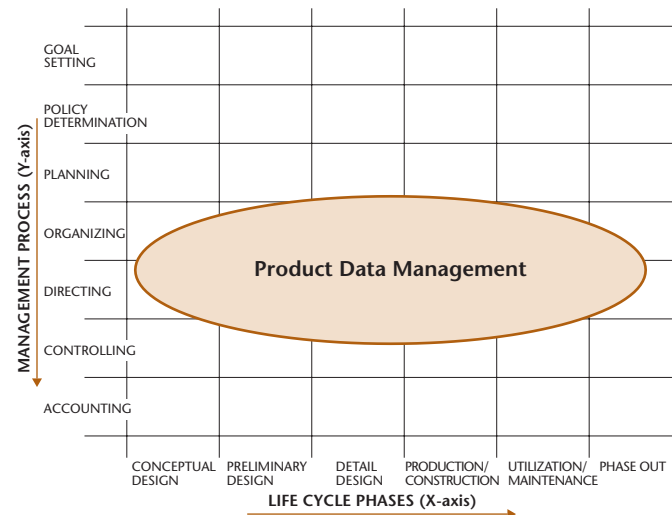 GOAL
SETTING
POLICY
DETERMINATION
PLANNING
ORGANIZING
DIRECTING
CONTROLLING
ACCOUNTING
MANAGEMENT PROCESS (Y-axis)
Product Data Management
CONCEPTUAL
DESIGN
PRELIMINARY
DESIGN
DETAIL
DESIGN
PRODUCTION/
CONSTRUCTION
UTILIZATION/
MAINTENANCE
PHASE OUT
LIFE CYCLE PHASES (X-axis)